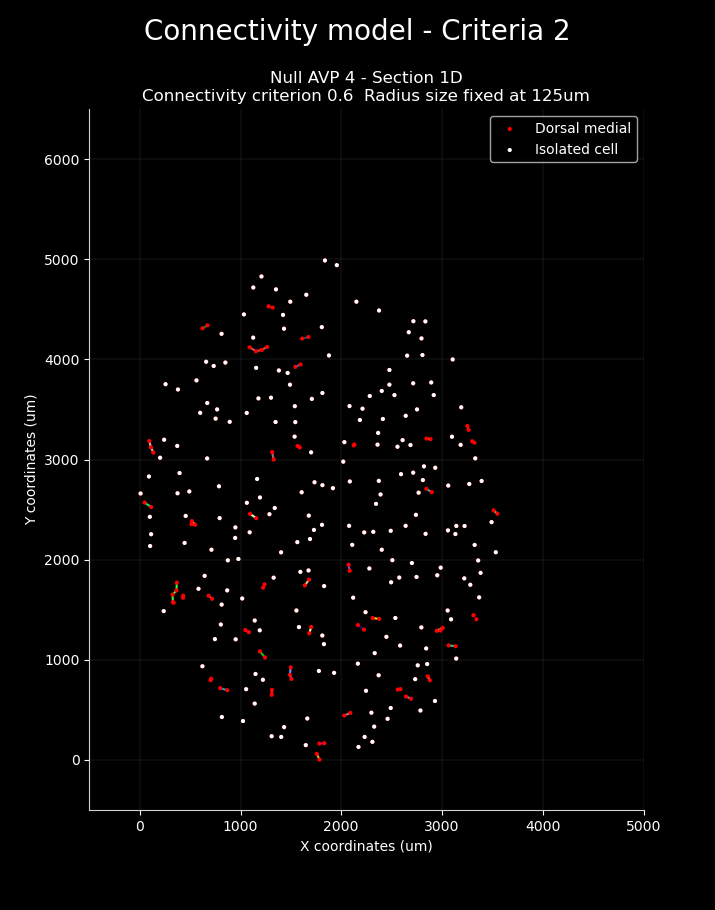 Connectivity model - Criteria 2
Null AVP 4 - Section 1D
Connectivity criterion 0.6  Radius size fixed at 125um
Dorsal medial
Isolated cell
6000
5000
4000
3000
2000
1000
0
Y coordinates (um)
0 1000 2000 3000 4000 5000
X coordinates (um)